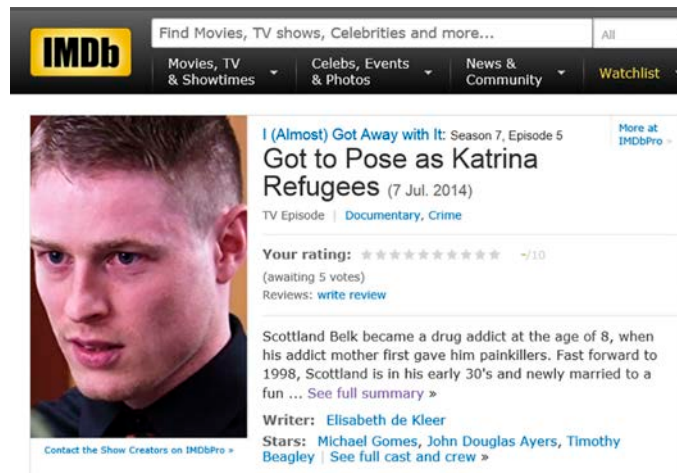 IMDb
Find Movies, TV shows, Celebrities and more...
All
Movies, TV
& Showtimes
Celebs, Events
& Photos
News &
Community
Watchlist
I (Almost) Got Away with It: Season 7, Episode 5
More at
IMDbPro »
Got to Pose as Katrina
Refugees (7 Jul. 2014)
TV Episode | Documentary, Crime
Your rating: -/10
(awaiting 5 votes)
Reviews: write review
Scottland Belk became a drug addict at the age of 8, when
his addict mother first gave him painkillers. Fast forward to
1998, Scottland is in his early 30's and newly married to a
fun ... See full summary »
Writer: Elisabeth de Kleer
Stars: Michael Gomes, John Douglas Ayers, Timothy
Beagley | See full cast and crew »
Contact the Show Creators on IMDbPro »